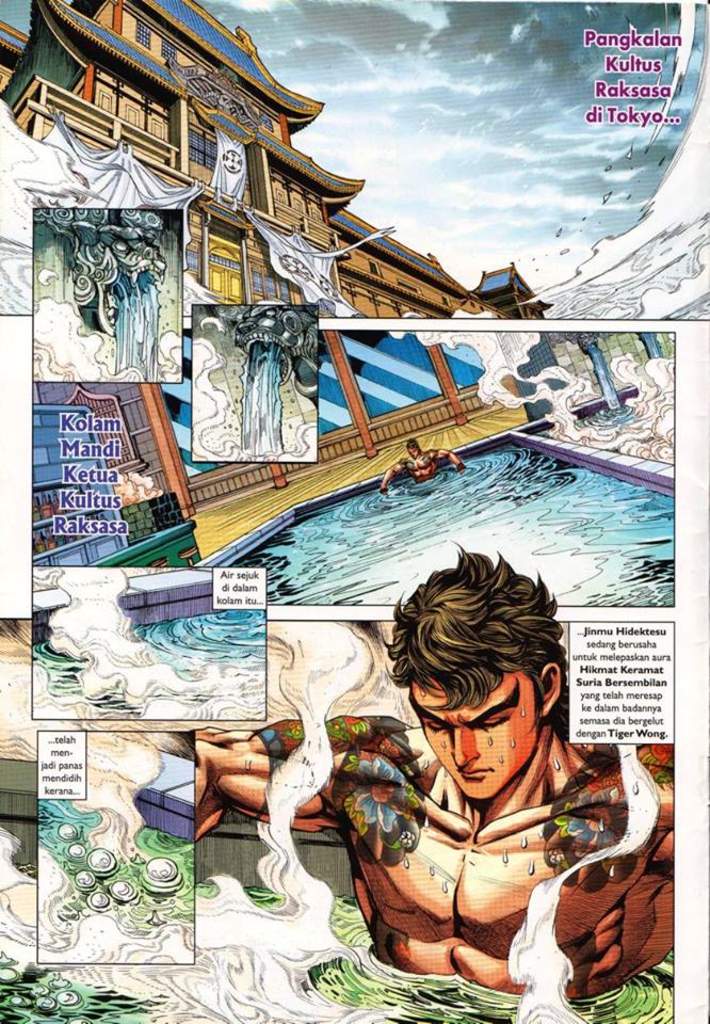 Pangkalan
Kultus
Raksasa
di Tokyo...
Kolam
Mandi
Ketua
Kultus
Raksasa
Air sejuk
di dalam
kolam itu...
...telah
men-
jadi panas
mendidih
kerana...
...Jinmu Hidektesu
sedang berusaha
untuk melepaskan aura
Hikmat Keramat
Suria Bersembilan
yang telah meresap
ke dalam badannya
semasa dia bergelut
dengan Tiger Wong.